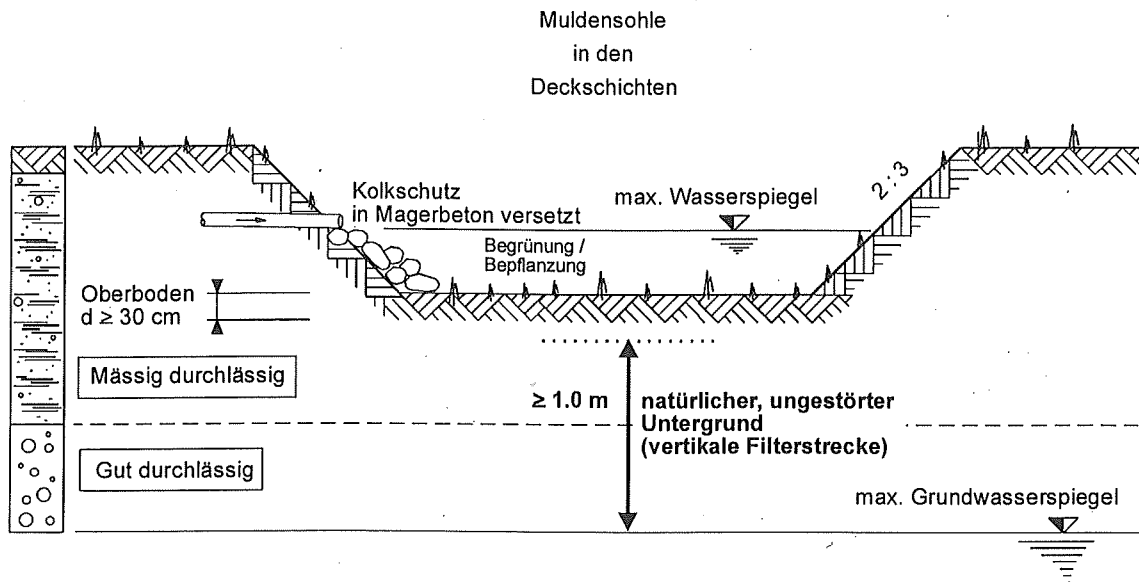 Muldensohle
in den
Deckschichten
Kolkschutz
in Magerbeton versetzt
max. Wasserspiegel
2:3
Begrünung /
Bepflanzung
Oberboden
d ≥ 30 cm
Mässig durchlässig
≥ 1.0 m
natürlicher, ungestörter
Untergrund
(vertikale Filterstrecke)
Gut durchlässig
max. Grundwasserspiegel